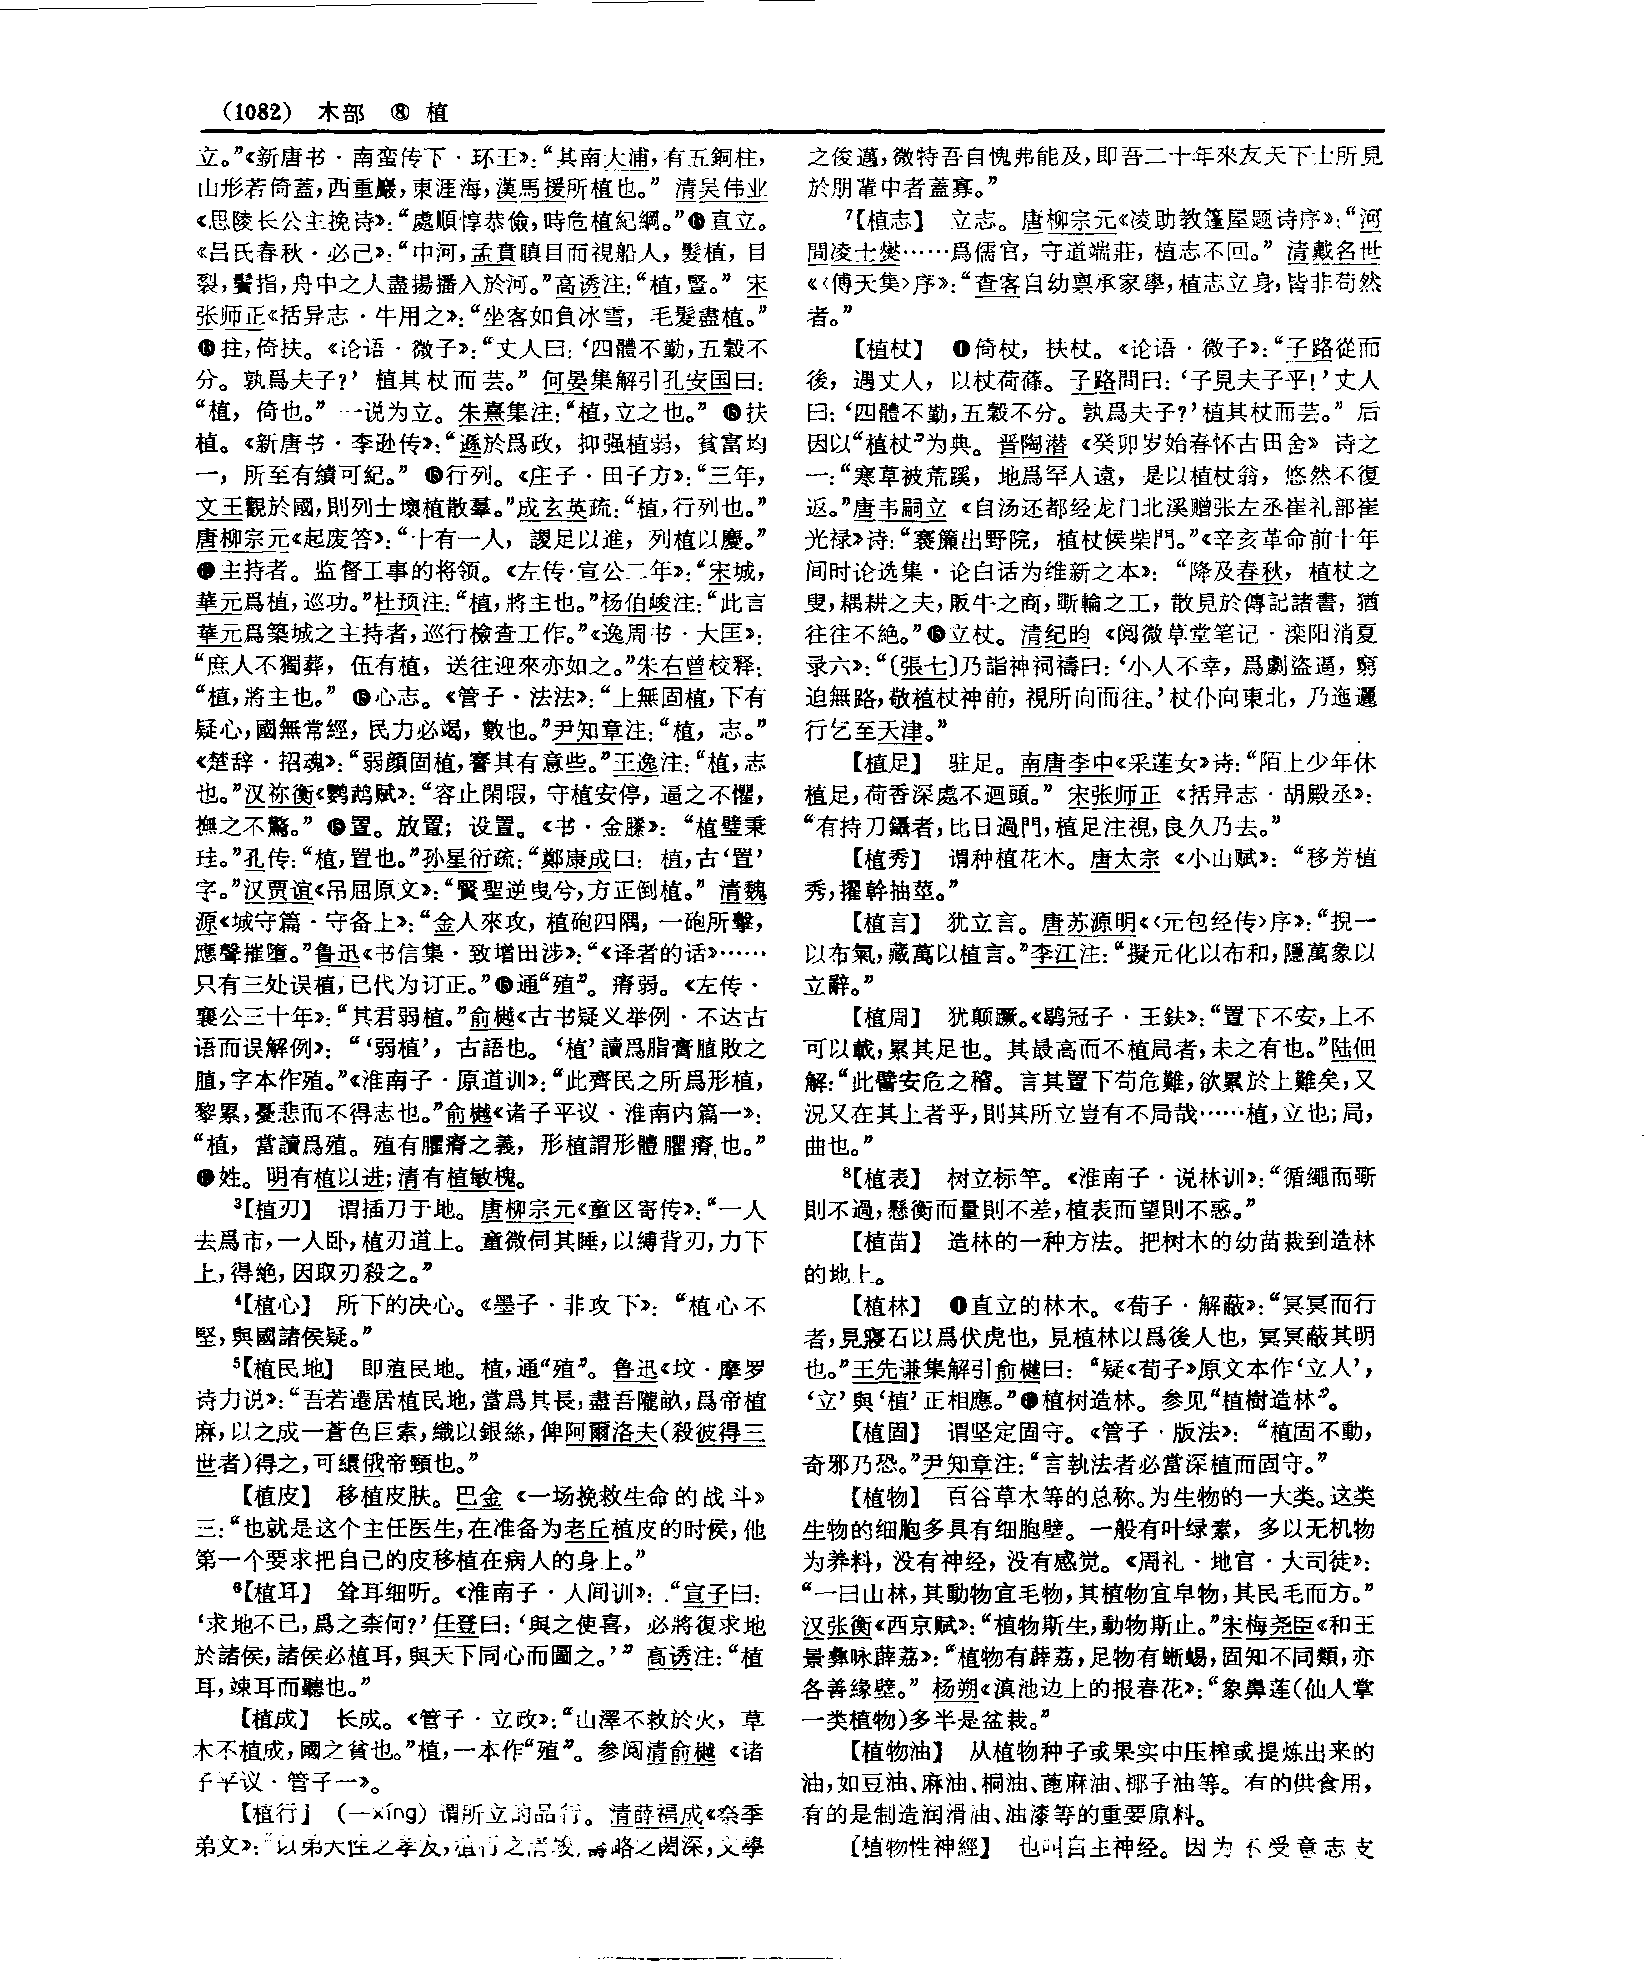 (1082) 木部 ⑧ 植
立。”《新唐书·南蛮传下·环王》：“其南大浦，有五銅柱，
山形若倚蓋，西重巖，東涯海，漢馬援所植也。” 清吴伟业
《思陵长公主挽诗》：“處順惇恭儉，時危植紀綱。”直立。
《吕氏春秋·必己》：“中河，孟賁瞋目而視船人，髮植，目
裂，鬢指，舟中之人盡揚播入於河。”高诱注：“植，豎。” 宋
张师正《括异志·牛用之》：“坐客如負冰雪，毛髮盡植。”
拄，倚扶。《论语·微子》：“丈人曰：‘四體不勤，五穀不
分。孰爲夫子？’植其杖而芸。” 何晏集解引孔安国曰：
“植，倚也。” 一说为立。朱熹集注：“植，立之也。” 扶
植。《新唐书·李逊传》：“遜於爲政，抑强植弱，貧富均
一，所至有績可紀。” 行列。《庄子·田子方》：“三年，
文王觀於國，則列士壞植散羣。”成玄英疏：“植，行列也。”
唐柳宗元《起废答》：“十有一人，謖足以進，列植以慶。”
主持者。监督工事的将领。《左传·宣公二年》：“宋城，
華元爲植，巡功。”杜预注：“植，將主也。”杨伯峻注：“此言
華元爲築城之主持者，巡行檢查工作。”《逸周书·大匡》：
“庶人不獨葬，伍有植，送往迎來亦如之。”朱右曾校释：
“植，將主也。” 心志。《管子·法法》：“上無固植，下有
疑心，國無常經，民力必竭，數也。”尹知章注：“植，志。”
《楚辞·招魂》：“弱顔固植，謇其有意些。”王逸注：“植，志
也。”汉祢衡《鹦鹉赋》：“容止閑暇，守植安停，逼之不懼，
撫之不驚。” 置。放置；设置。《书·金縢》：“植璧秉
珪。”孔传：“植，置也。”孙星衍疏：“鄭康成曰：植，古‘置’
字。”汉贾谊《吊屈原文》：“賢聖逆曳兮，方正倒植。” 清魏
源《城守篇·守备上》：“金人來攻，植砲四隅，一砲所擊，
應聲摧墮。”鲁迅《书信集·致增田涉》：“《译者的话》……
只有三处误植，已代为订正。”通“殖”。瘠弱。《左传·
襄公三十年》：“其君弱植。”俞樾《古书疑义举例·不达古
语而误解例》：“‘弱植’，古語也。‘植’讀爲脂膏脜敗之
脜，字本作殖。”《淮南子·原道训》：“此齊民之所爲形植，
黎累，憂悲而不得志也。”俞樾《诸子平议·淮南内篇一》：
“植，當讀爲殖。殖有臞瘠之義，形植謂形體臞瘠也。”
姓。明有植以进；清有植敏槐。
³【植刃】 谓插刀于地。唐柳宗元《童区寄传》：“一人
去爲市，一人卧，植刃道上。童微伺其睡，以縛背刃，力下
上，得絶，因取刃殺之。”
⁴【植心】 所下的决心。《墨子·非攻下》：“植心不
堅，與國諸侯疑。”
⁵【植民地】 即殖民地。植，通“殖”。鲁迅《坟·摩罗
诗力说》：“吾若遷居植民地，當爲其長，盡吾隴畝，爲帝植
麻，以之成一蒼色巨索，織以銀絲，俾阿爾洛夫(殺彼得三
世者)得之，可繯俄帝頸也。”
【植皮】 移植皮肤。巴金《一场挽救生命的战斗》
三：“也就是这个主任医生，在准备为老丘植皮的时候，他
第一个要求把自己的皮移植在病人的身上。”
⁶【植耳】 耸耳细听。《淮南子·人间训》：“宣子曰：
‘求地不已，爲之柰何？’任登曰：‘與之使喜，必將復求地
於諸侯，諸侯必植耳，與天下同心而圖之。’” 高诱注：“植
耳，竦耳而聽也。”
【植成】 长成。《管子·立政》：“山澤不救於火，草
木不植成，國之貧也。”植，一本作“殖”。参阅清俞樾《诸
子平议·管子一》。
【植行】 (—xíng) 谓所立的品行。清薛福成《祭季
弟文》：“以弟天性之孝友，植行之清峻，籌略之閎深，文學
之俊邁，微特吾自愧弗能及，即吾二十年來友天下士所見
於朋輩中者蓋寡。”
⁷【植志】 立志。唐柳宗元《凌助教篷屋题诗序》：“河
間凌士燮……爲儒官，守道端莊，植志不回。” 清戴名世
《〈傅天集〉序》：“查客自幼禀承家學，植志立身，皆非苟然
者。”
【植杖】 ❶倚杖，扶杖。《论语·微子》：“子路從而
後，遇丈人，以杖荷蓧。子路問曰：‘子見夫子乎！’丈人
曰：‘四體不勤，五穀不分。孰爲夫子？’植其杖而芸。” 后
因以“植杖”为典。晋陶潜《癸卯岁始春怀古田舍》诗之
一：“寒草被荒蹊，地爲罕人遠，是以植杖翁，悠然不復
返。”唐韦嗣立《自汤还都经龙门北溪赠张左丞崔礼部崔
光禄》诗：“褰簾出野院，植杖候柴門。”《辛亥革命前十年
间时论选集·论白话为维新之本》：“降及春秋，植杖之
叟，耦耕之夫，販牛之商，斲輪之工，散見於傳記諸書，猶
往往不絶。”❷立杖。清纪昀《阅微草堂笔记·滦阳消夏
录六》：“〔張七〕乃詣神祠禱曰：‘小人不幸，爲劇盜逼，窮
迫無路，敬植杖神前，視所向而往。’杖仆向東北，乃迤邐
行乞至天津。”
【植足】 驻足。南唐李中《采莲女》诗：“陌上少年休
植足，荷香深處不迴頭。” 宋张师正《括异志·胡殿丞》：
“有持刀鑷者，比日過門，植足注視，良久乃去。”
【植秀】 谓种植花木。唐太宗《小山赋》：“移芳植
秀，擢幹抽莖。”
【植言】 犹立言。唐苏源明《〈元包经传〉序》：“掜一
以布氣，藏萬以植言。”李江注：“擬元化以布和，隱萬象以
立辭。”
【植局】 犹颠蹶。《鹖冠子·王鈇》：“置下不安，上不
可以載，累其足也。其最高而不植局者，未之有也。”陆佃
解：“此譬安危之稽。言其置下苟危難，欲累於上難矣，又
況又在其上者乎，則其所立豈有不局哉……植，立也；局，
曲也。”
⁸【植表】 树立标竿。《淮南子·说林训》：“循繩而斲
則不過，懸衡而量則不差，植表而望則不惑。”
【植苗】 造林的一种方法。把树木的幼苗栽到造林
的地上。
【植林】 ❶直立的林木。《荀子·解蔽》：“冥冥而行
者，見寢石以爲伏虎也，見植林以爲後人也，冥冥蔽其明
也。”王先谦集解引俞樾曰：“疑《荀子》原文本作‘立人’，
‘立’與‘植’正相應。”❷植树造林。参见“植樹造林”。
【植固】 谓坚定固守。《管子·版法》：“植固不動，
奇邪乃恐。”尹知章注：“言執法者必當深植而固守。”
【植物】 百谷草木等的总称。为生物的一大类。这类
生物的细胞多具有细胞壁。一般有叶绿素，多以无机物
为养料，没有神经，没有感觉。《周礼·地官·大司徒》：
“一曰山林，其動物宜毛物，其植物宜皁物，其民毛而方。”
汉张衡《西京赋》：“植物斯生，動物斯止。”宋梅尧臣《和王
景彝咏薜荔》：“植物有薜荔，足物有蜥蜴，固知不同類，亦
各善緣壁。” 杨朔《滇池边上的报春花》：“象鼻莲(仙人掌
一类植物)多半是盆栽。”
【植物油】 从植物种子或果实中压榨或提炼出来的
油，如豆油、麻油、桐油、蓖麻油、椰子油等。有的供食用，
有的是制造润滑油、油漆等的重要原料。
【植物性神經】 也叫自主神经。因为不受意志支